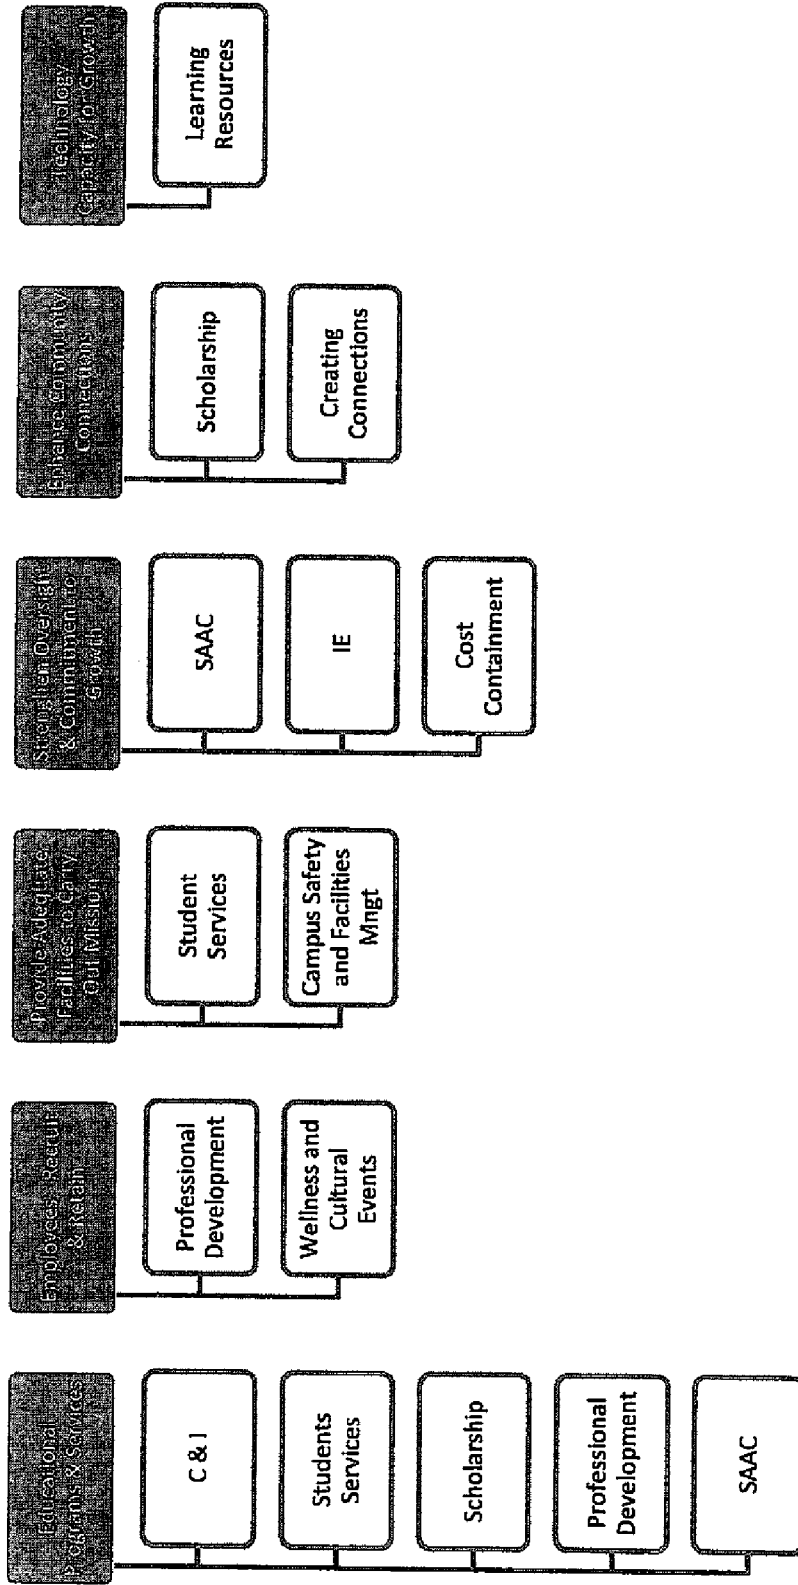 Educational
Programs & Services
C & I
Students
Services
Scholarship
Professional
Development
SAAC
Employees: Recruit
& Retain
Professional
Development
Wellness and
Cultural
Events
Provide Adequate
Facilities to Carry
Out Mission
Student
Services
Campus Safety
and Facilities
Mngt
Strengthen Oversight
& Commitment to
Growth
SAAC
IE
Cost
Containment
Enhance Community
Connections
Scholarship
Creating
Connections
Technology
Capacity for Growth
Learning
Resources